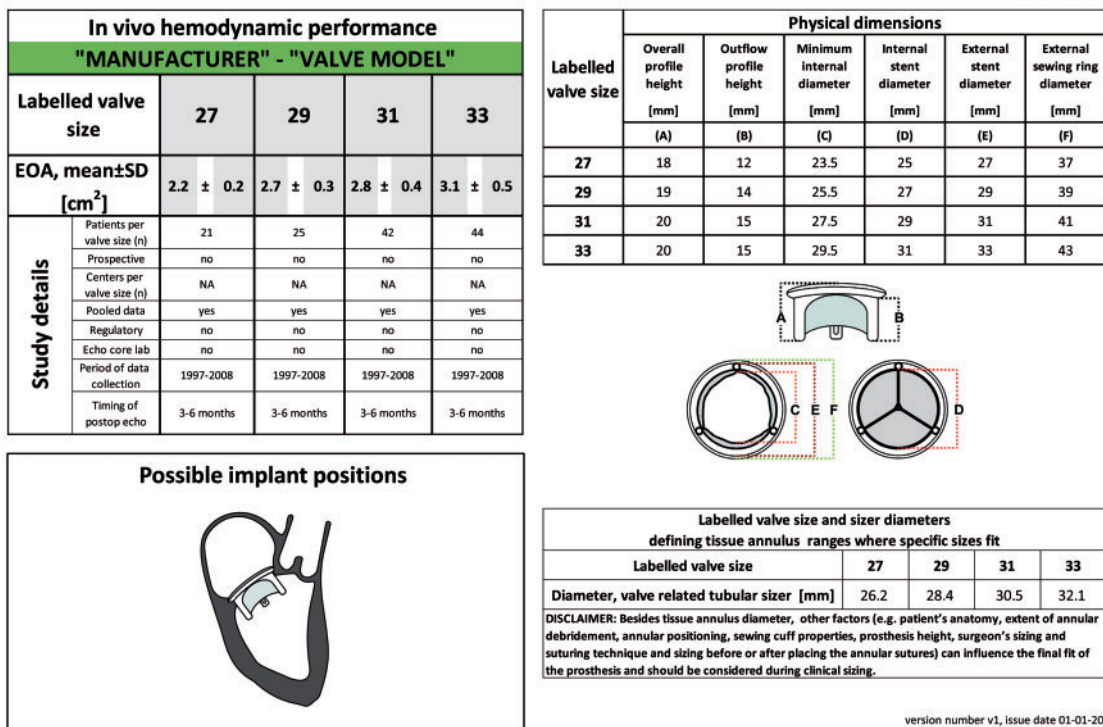 In vivo hemodynamic performance
"MANUFACTURER" - "VALVE MODEL"
Labelled valve size 27 29 31 33
EOA, mean±SD [cm²] 2.2 ± 0.2 2.7 ± 0.3 2.8 ± 0.4 3.1 ± 0.5
Study details
Patients per valve size (n) 21 25 42 44
Prospective no no no no
Centers per valve size (n) NA NA NA NA
Pooled data yes yes yes yes
Regulatory no no no no
Echo core lab no no no no
Period of data collection 1997-2008 1997-2008 1997-2008 1997-2008
Timing of postop echo 3-6 months 3-6 months 3-6 months 3-6 months
Possible implant positions
Physical dimensions
Labelled valve size
Overall profile height [mm] (A)
Outflow profile height [mm] (B)
Minimum internal diameter [mm] (C)
Internal stent diameter [mm] (D)
External stent diameter [mm] (E)
External sewing ring diameter [mm] (F)
27 18 12 23.5 25 27 37
29 19 14 25.5 27 29 39
31 20 15 27.5 29 31 41
33 20 15 29.5 31 33 43
A B
C E F D
Labelled valve size and sizer diameters
defining tissue annulus ranges where specific sizes fit
Labelled valve size 27 29 31 33
Diameter, valve related tubular sizer [mm] 26.2 28.4 30.5 32.1
DISCLAIMER: Besides tissue annulus diameter, other factors (e.g. patient's anatomy, extent of annular
debridement, annular positioning, sewing cuff properties, prosthesis height, surgeon's sizing and
suturing technique and sizing before or after placing the annular sutures) can influence the final fit of
the prosthesis and should be considered during clinical sizing.
version number v1, issue date 01-01-20